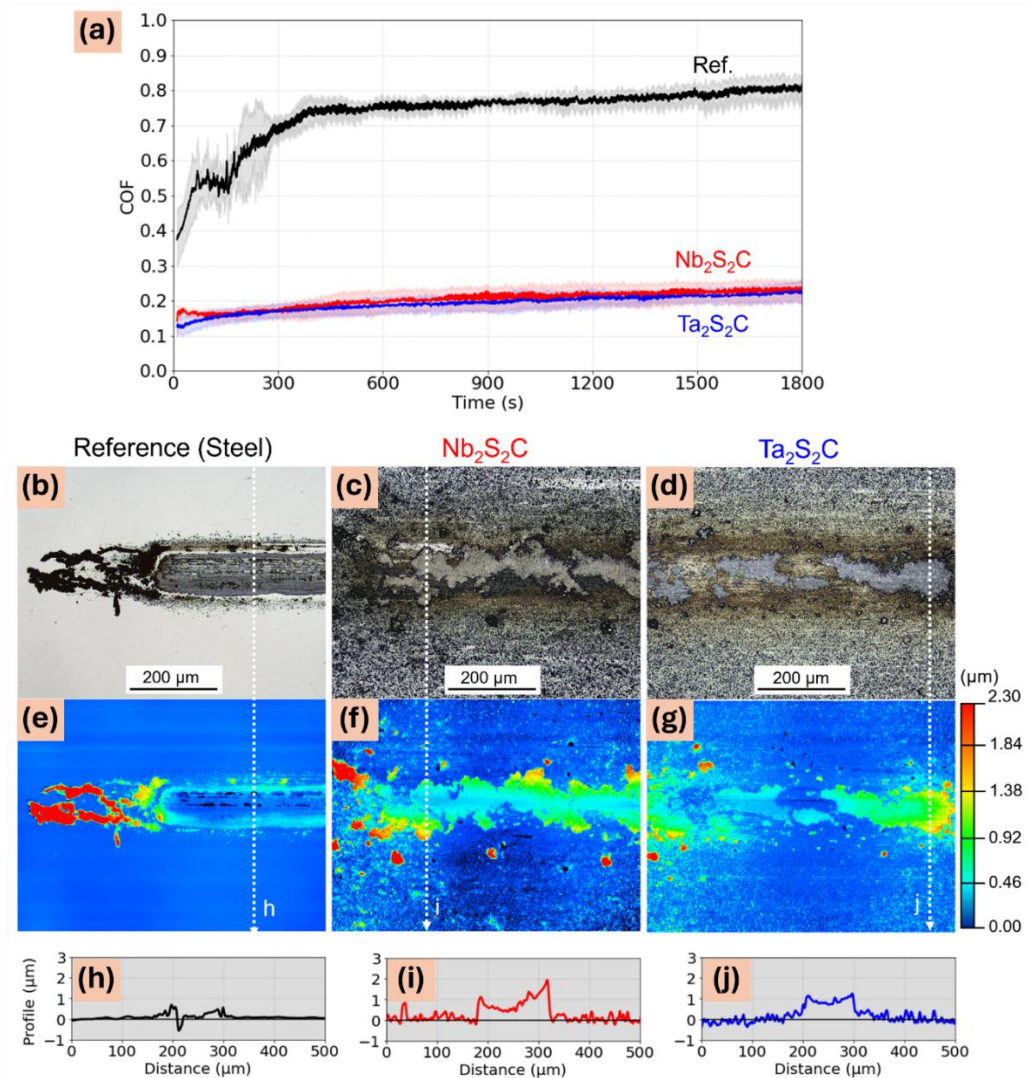 (a)
1.0
0.9
0.8
0.7
0.6
0.5
0.4
0.3
0.2
0.1
0.0
COF
Ref.
Nb₂S₂C
Ta₂S₂C
0 300 600 900 1200 1500 1800
Time (s)
Reference (Steel) Nb₂S₂C Ta₂S₂C
(b) (c) (d)
200 µm 200 µm 200 µm
(e) (f) (g)
h i j
(µm)
2.30
1.84
1.38
0.92
0.46
0.00
(h) (i) (j)
Profile (µm)
3 3 3
2 2 2
1 1 1
0 0 0
−1 −1 −1
0 100 200 300 400 500 0 100 200 300 400 500 0 100 200 300 400 500
Distance (µm) Distance (µm) Distance (µm)